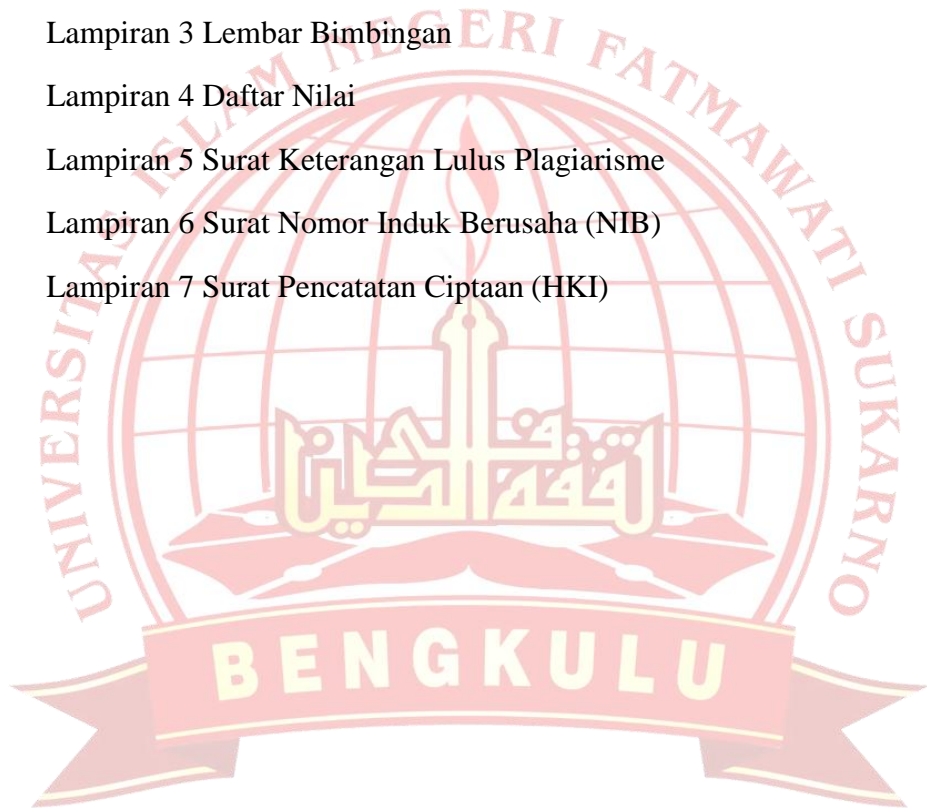 Lampiran 3 Lembar Bimbingan
Lampiran 4 Daftar Nilai
Lampiran 5 Surat Keterangan Lulus Plagiarisme
Lampiran 6 Surat Nomor Induk Berusaha (NIB)
Lampiran 7 Surat Pencatatan Ciptaan (HKI)
UNIVERSITAS ISLAM NEGERI FATMAWATI SUKARNO
BENGKULU